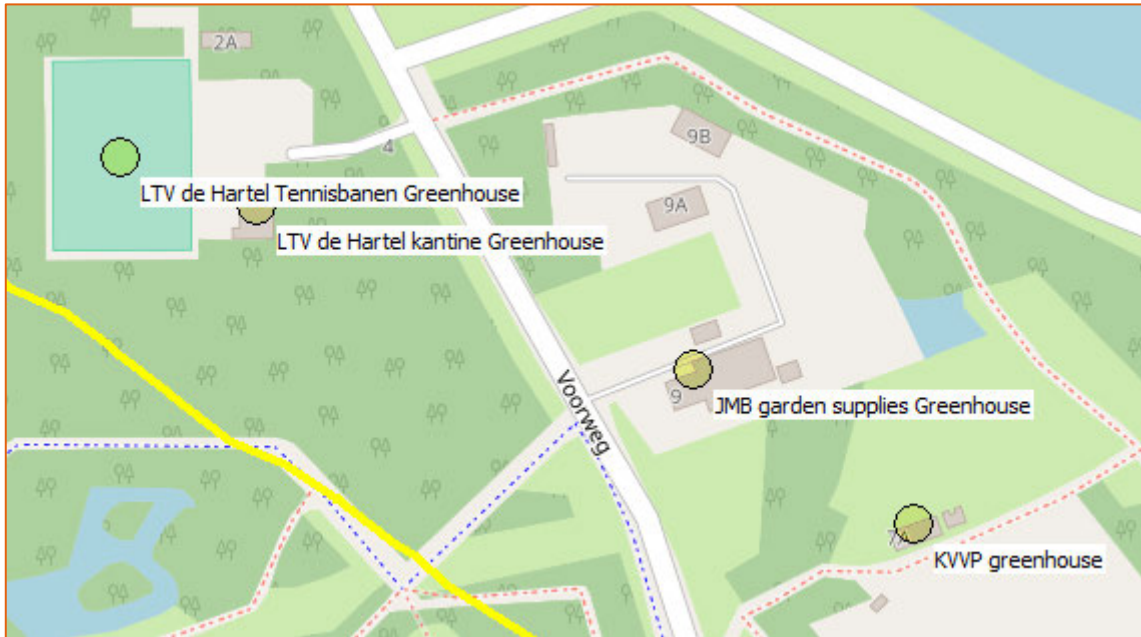 2A
4
9B
9A
LTV de Hartel Tennisbanen Greenhouse
LTV de Hartel kantine Greenhouse
Voorweg
9
JMB garden supplies Greenhouse
KVVP greenhouse